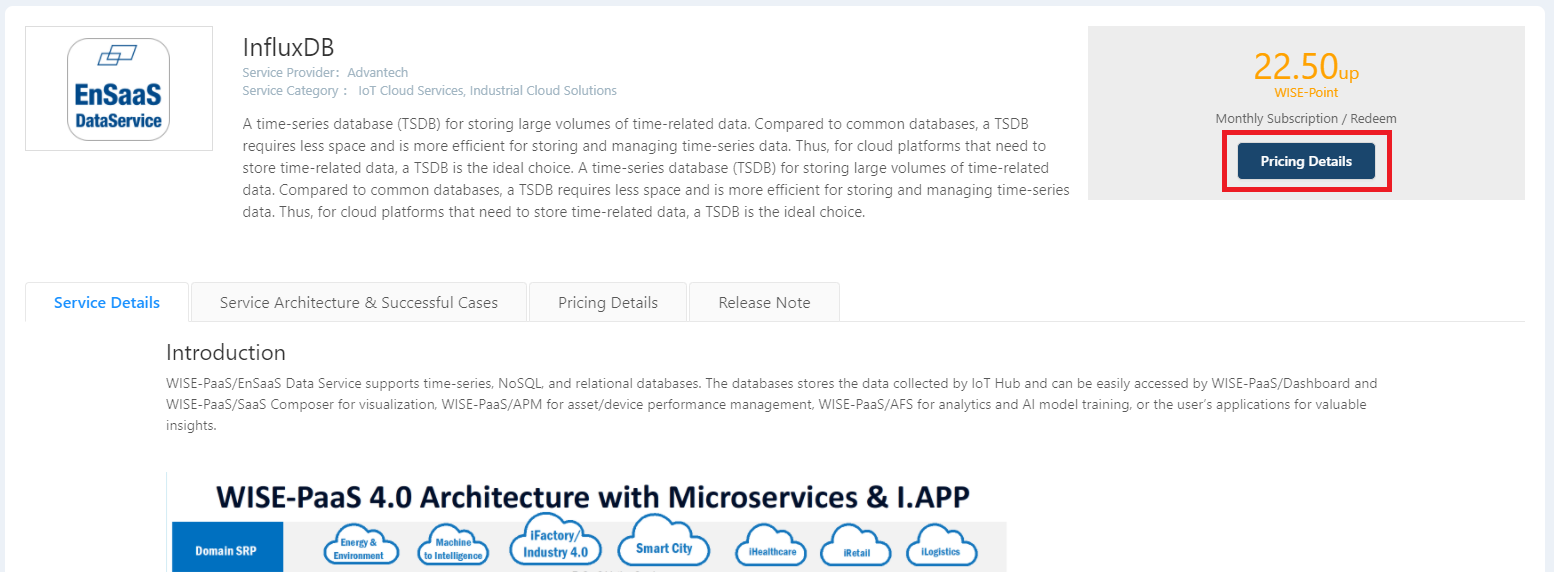 EnSaaS
DataService
InfluxDB
Service Provider： Advantech
Service Category： IoT Cloud Services, Industrial Cloud Solutions
A time-series database (TSDB) for storing large volumes of time-related data. Compared to common databases, a TSDB
requires less space and is more efficient for storing and managing time-series data. Thus, for cloud platforms that need to
store time-related data, a TSDB is the ideal choice. A time-series database (TSDB) for storing large volumes of time-related
data. Compared to common databases, a TSDB requires less space and is more efficient for storing and managing time-series
data. Thus, for cloud platforms that need to store time-related data, a TSDB is the ideal choice.
22.50up
WISE-Point
Monthly Subscription / Redeem
Pricing Details
Service Details
Service Architecture & Successful Cases
Pricing Details
Release Note
Introduction
WISE-PaaS/EnSaaS Data Service supports time-series, NoSQL, and relational databases. The databases stores the data collected by IoT Hub and can be easily accessed by WISE-PaaS/Dashboard and
WISE-PaaS/SaaS Composer for visualization, WISE-PaaS/APM for asset/device performance management, WISE-PaaS/AFS for analytics and AI model training, or the user's applications for valuable
insights.
WISE-PaaS 4.0 Architecture with Microservices & I.APP
Domain SRP
Energy &
Environment
Machine
to Intelligence
iFactory/
Industry 4.0
Smart City
iHealthcare
iRetail
iLogistics